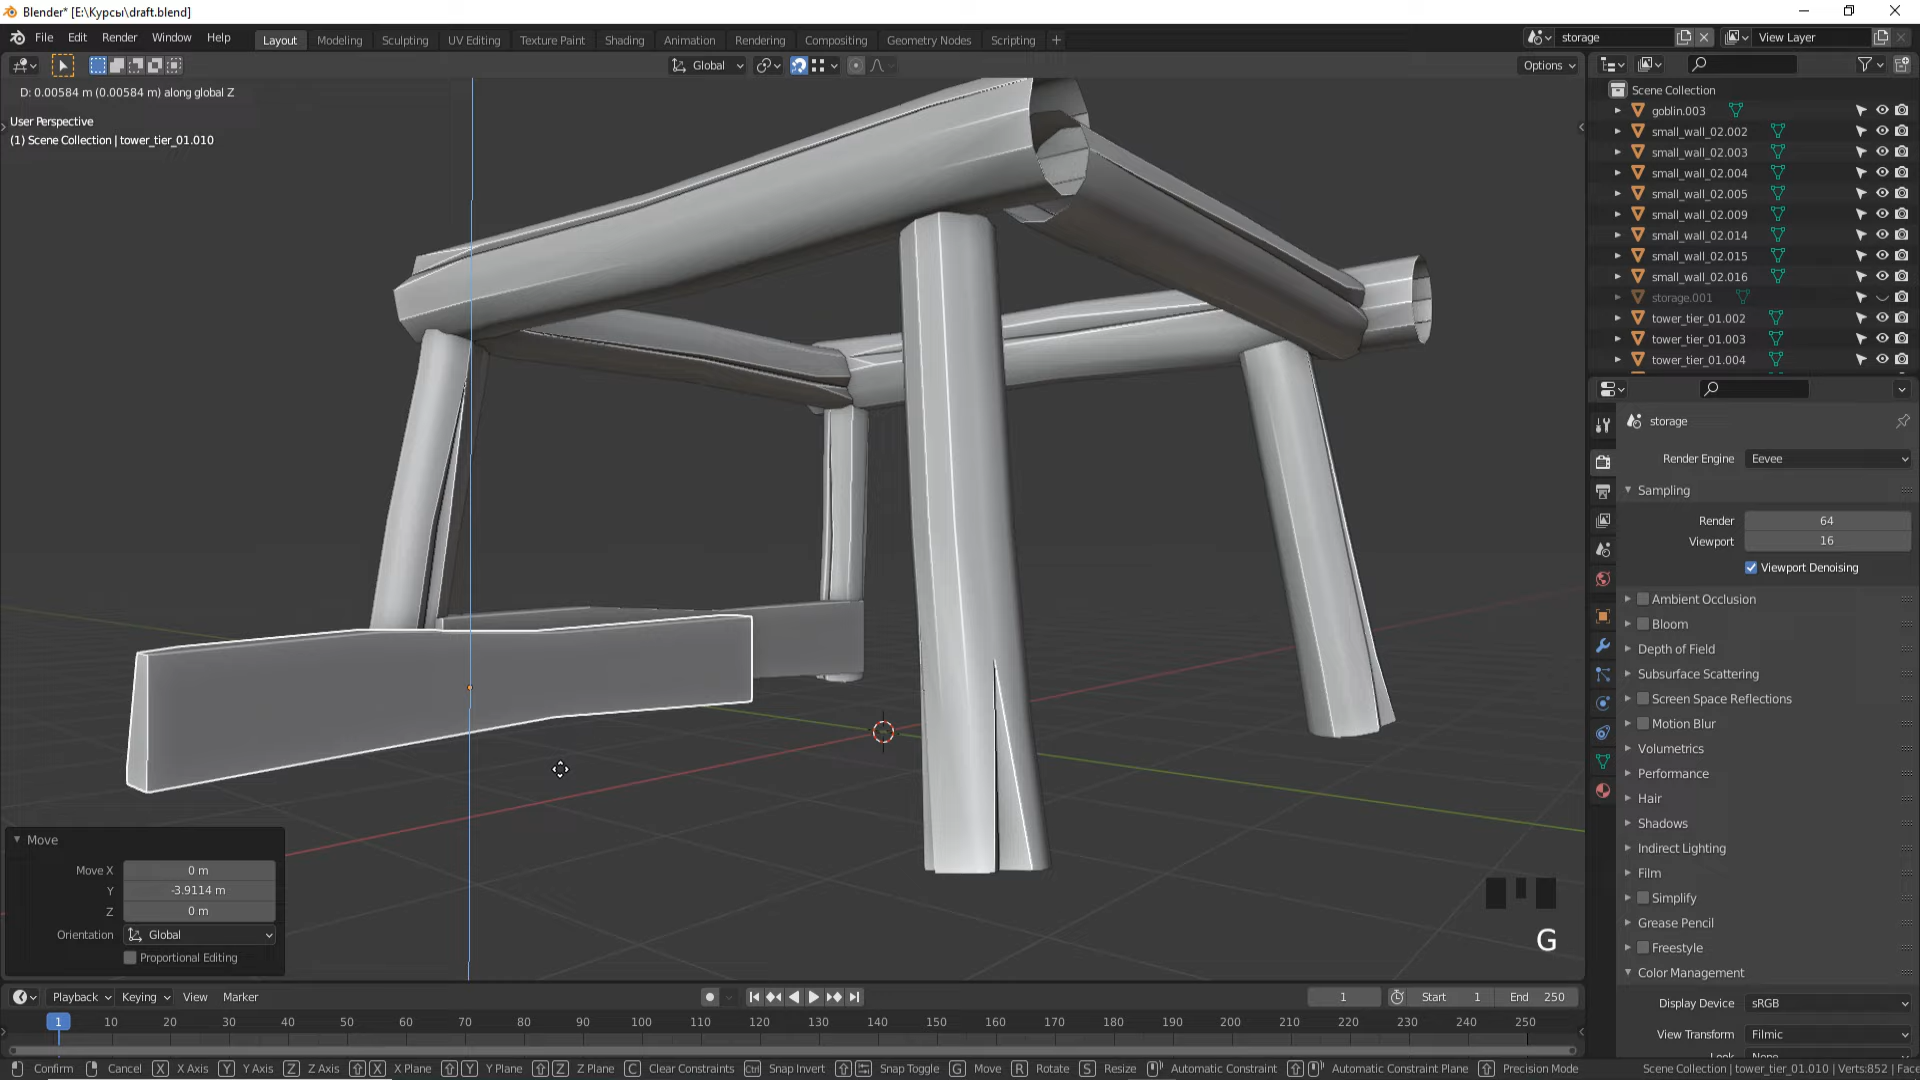 Blender* [E:\Курсы\draft.blend]
File Edit Render Window Help Layout Modeling Sculpting UV Editing Texture Paint Shading Animation Rendering Compositing Geometry Nodes Scripting + storage View Layer
Global Options
D: 0.00584 m (0.00584 m) along global Z
User Perspective
(1) Scene Collection | tower_tier_01.010
Scene Collection
goblin.003
small_wall_02.002
small_wall_02.003
small_wall_02.004
small_wall_02.005
small_wall_02.009
small_wall_02.014
small_wall_02.015
small_wall_02.016
storage.001
tower_tier_01.002
tower_tier_01.003
tower_tier_01.004
storage
Render Engine Eevee
Sampling
Render 64
Viewport 16
Viewport Denoising
Ambient Occlusion
Bloom
Depth of Field
Subsurface Scattering
Screen Space Reflections
Motion Blur
Volumetrics
Performance
Hair
Shadows
Indirect Lighting
Film
Simplify
Grease Pencil
Freestyle
Color Management
Display Device sRGB
View Transform Filmic
Move
Move X 0 m
Y -3.9114 m
Z 0 m
Orientation Global
Proportional Editing
G
Playback Keying View Marker 1 Start 1 End 250
1 10 20 30 40 50 60 70 80 90 100 110 120 130 140 150 160 170 180 190 200 210 220 230 240 250
Confirm Cancel X X Axis Y Y Axis Z Z Axis X X Plane Y Y Plane Z Z Plane C Clear Constraints Ctrl Snap Invert Snap Toggle G Move R Rotate S Resize Automatic Constraint Automatic Constraint Plane Precision Mode Scene Collection | tower_tier_01.010 | Verts:852 | Face